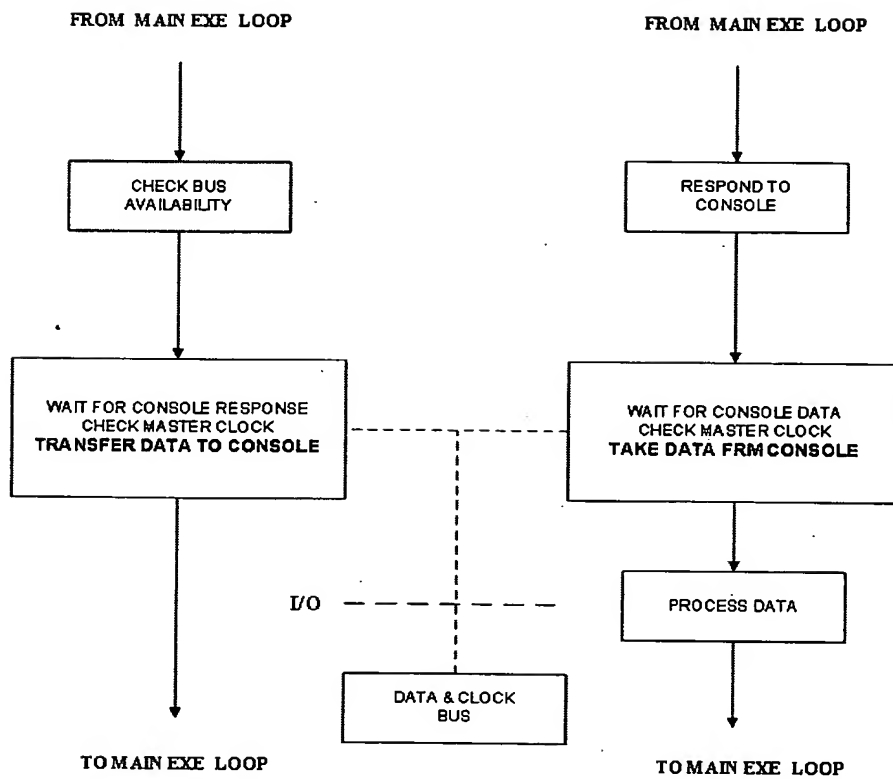 FROM MAIN EXE LOOP
CHECK BUS
AVAILABILITY
WAIT FOR CONSOLE RESPONSE
CHECK MASTER CLOCK
TRANSFER DATA TO CONSOLE
TO MAIN EXE LOOP
FROM MAIN EXE LOOP
RESPOND TO
CONSOLE
WAIT FOR CONSOLE DATA
CHECK MASTER CLOCK
TAKE DATA FRM CONSOLE
PROCESS DATA
TO MAIN EXE LOOP
I/O
DATA & CLOCK
BUS